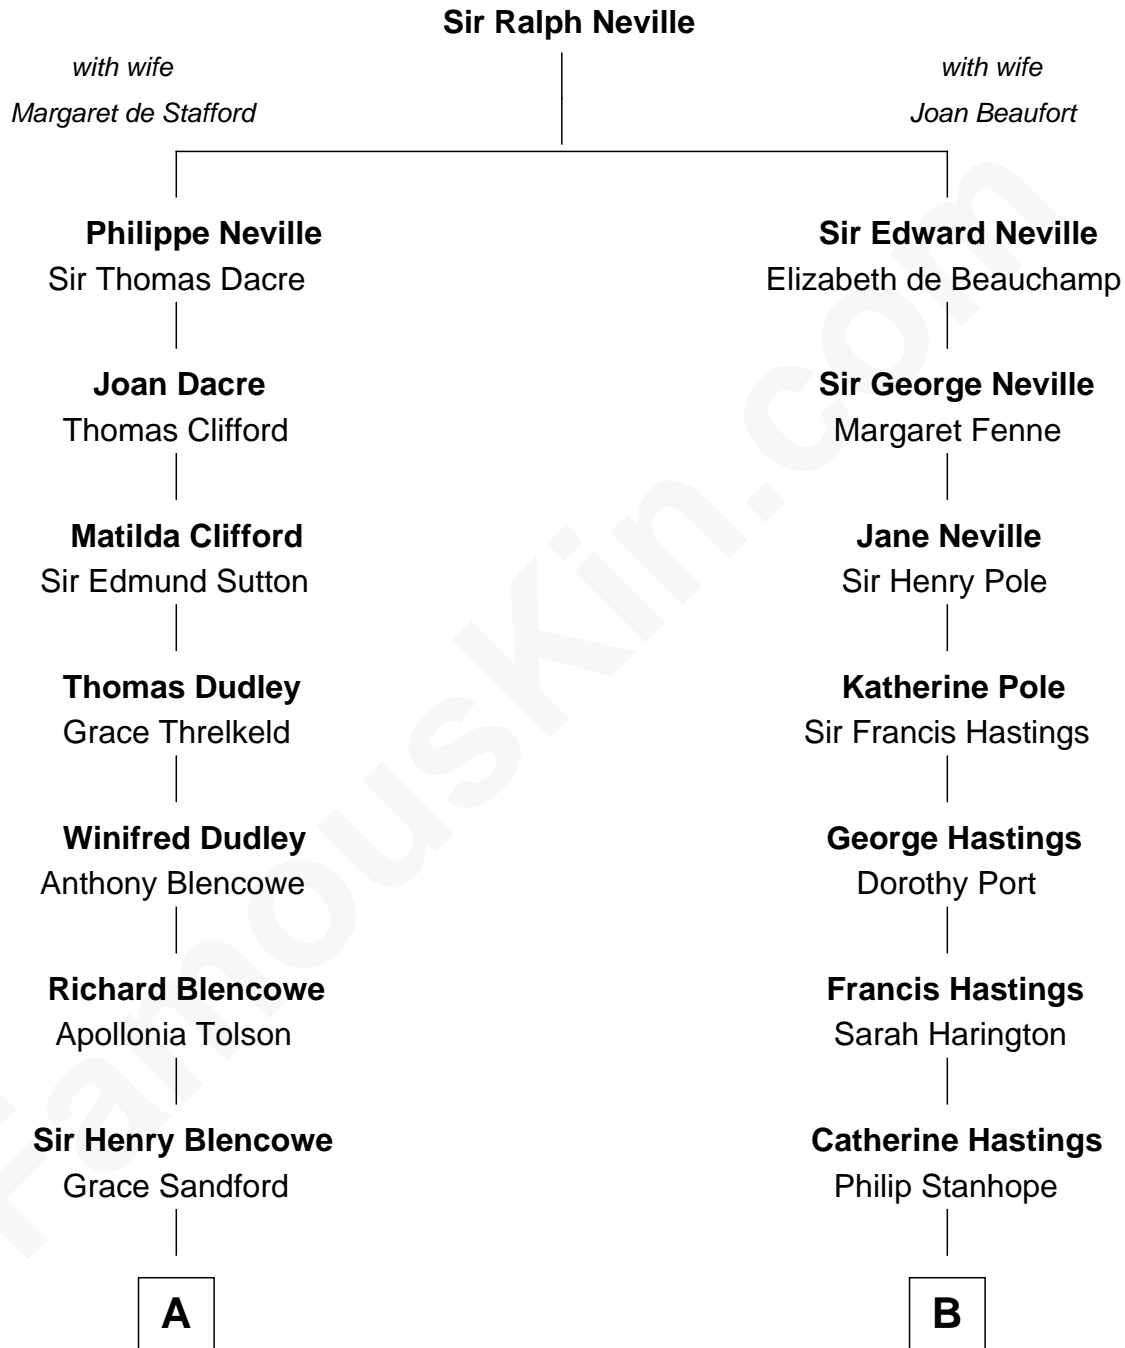 Sir Ralph Neville
with wife
Margaret de Stafford
with wife
Joan Beaufort
Philippe Neville
Sir Thomas Dacre
Sir Edward Neville
Elizabeth de Beauchamp
Joan Dacre
Thomas Clifford
Sir George Neville
Margaret Fenne
Matilda Clifford
Sir Edmund Sutton
Jane Neville
Sir Henry Pole
Thomas Dudley
Grace Threlkeld
Katherine Pole
Sir Francis Hastings
Winifred Dudley
Anthony Blencowe
George Hastings
Dorothy Port
Richard Blencowe
Apollonia Tolson
Francis Hastings
Sarah Harington
Sir Henry Blencowe
Grace Sandford
Catherine Hastings
Philip Stanhope
A
B
FamousKin.com